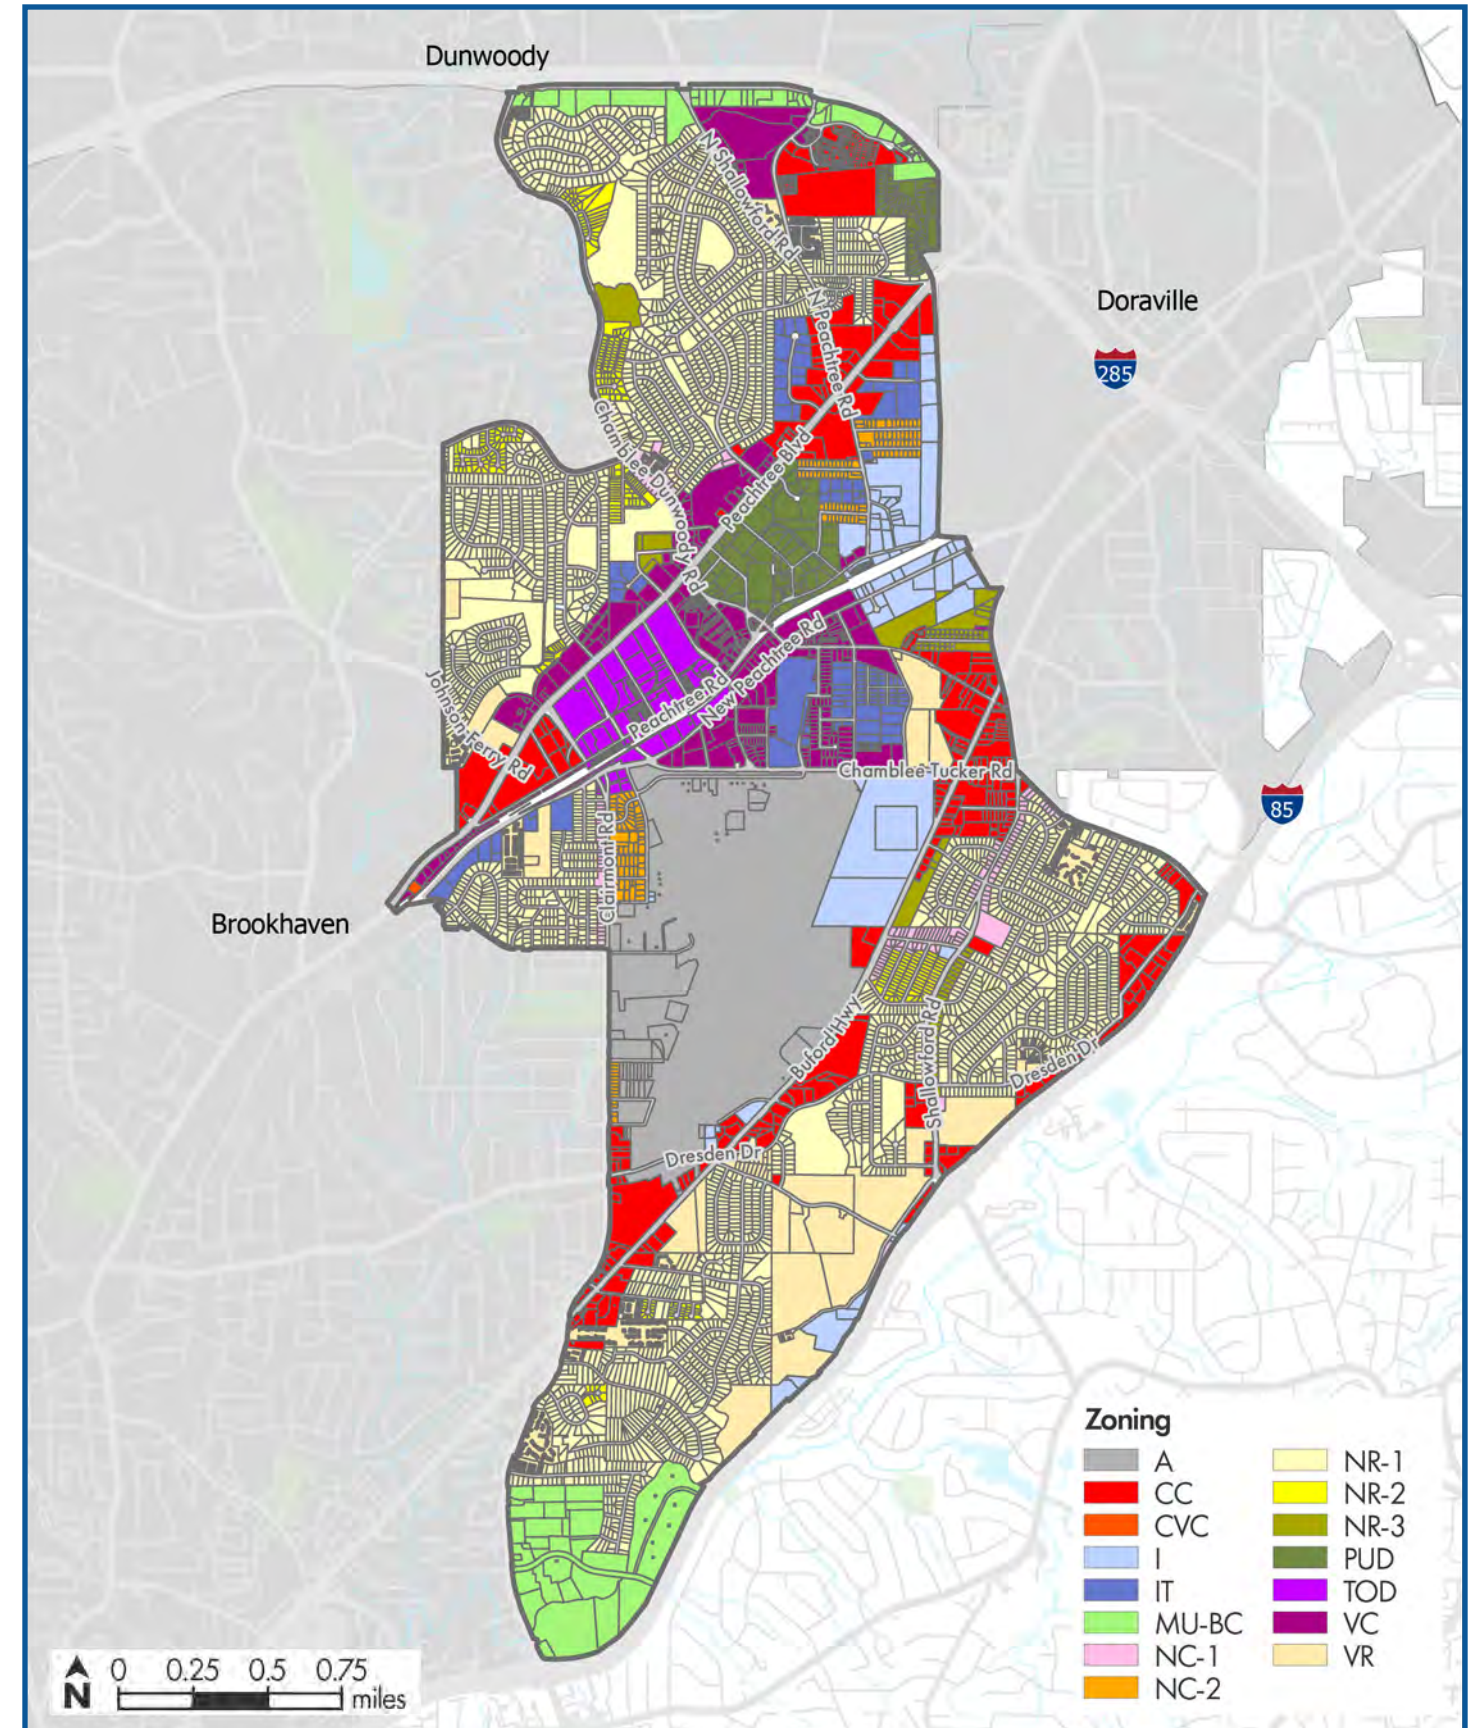 Dunwoody
N Shallowford Rd
Doraville
N Peachtree Rd
285
Chamblee Dunwoody Rd
Peachtree Blvd
Johnson Ferry Rd
Peachtree Rd
New Peachtree Rd
Chamblee-Tucker Rd
85
Clairmont Rd
Brookhaven
Buford Hwy
Shallowford Rd
Dresden Dr
Dresden Dr
Zoning
A
CC
CVC
I
IT
MU-BC
NC-1
NC-2
NR-1
NR-2
NR-3
PUD
TOD
VC
VR
N
0 0.25 0.5 0.75
miles